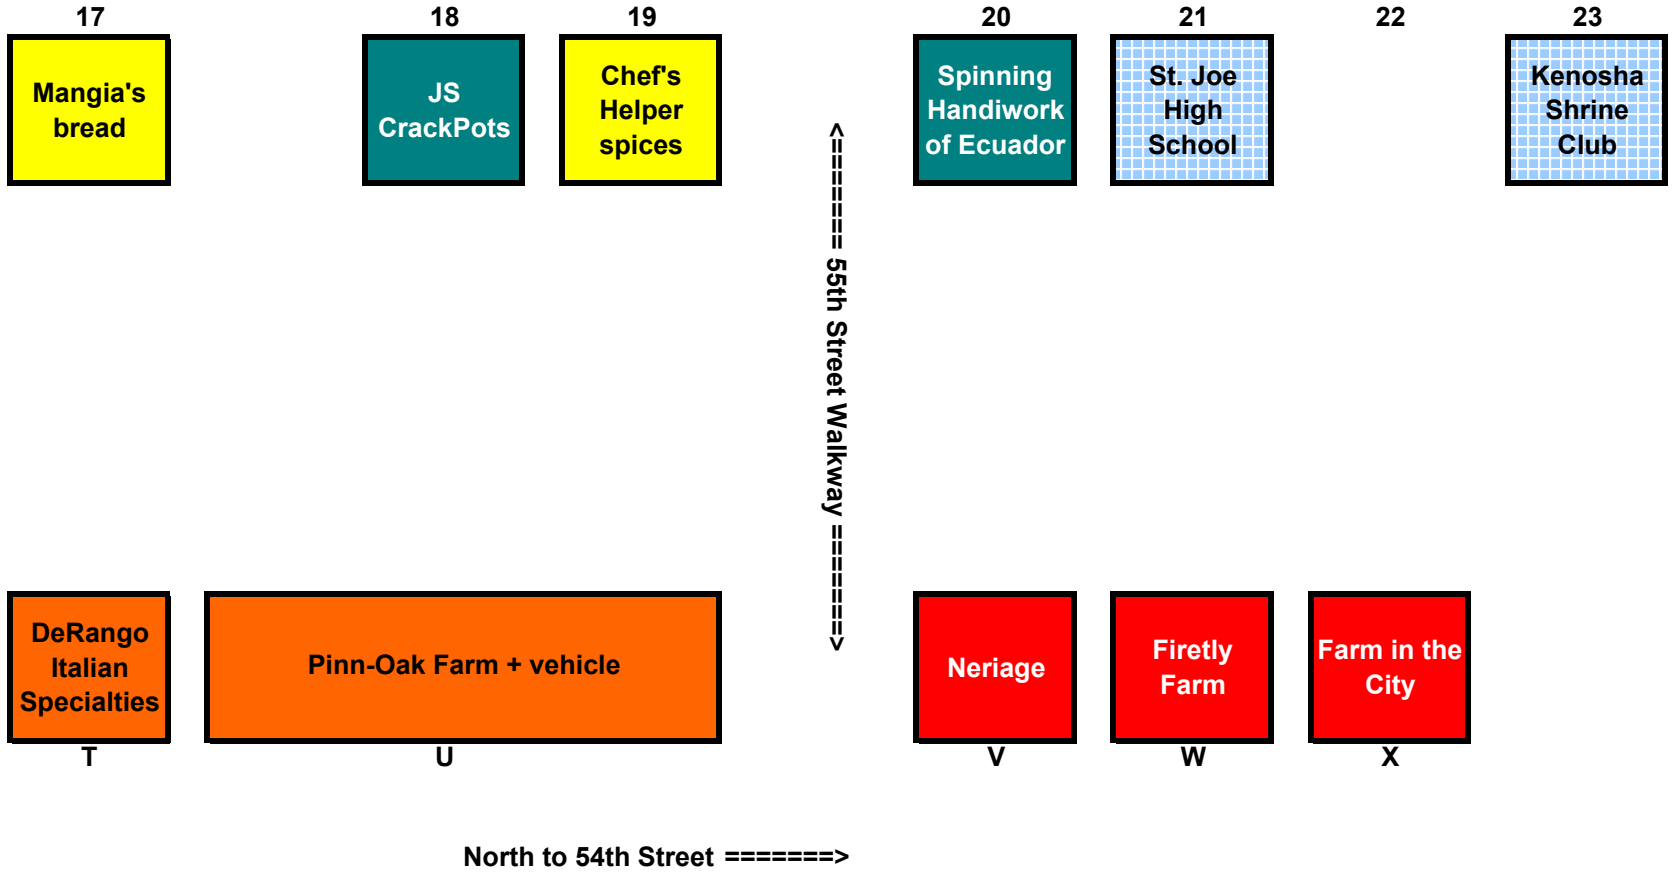 17 18 19 20 21 22 23
Mangia's
bread
JS
CrackPots
Chef's
Helper
spices
Spinning
Handiwork
of Ecuador
St. Joe
High
School
Kenosha
Shrine
Club
<======== 55th Street Walkway ========>
DeRango
Italian
Specialties
Pinn-Oak Farm + vehicle
Neriage
Firetly
Farm
Farm in the
City
T U V W X
North to 54th Street =======>